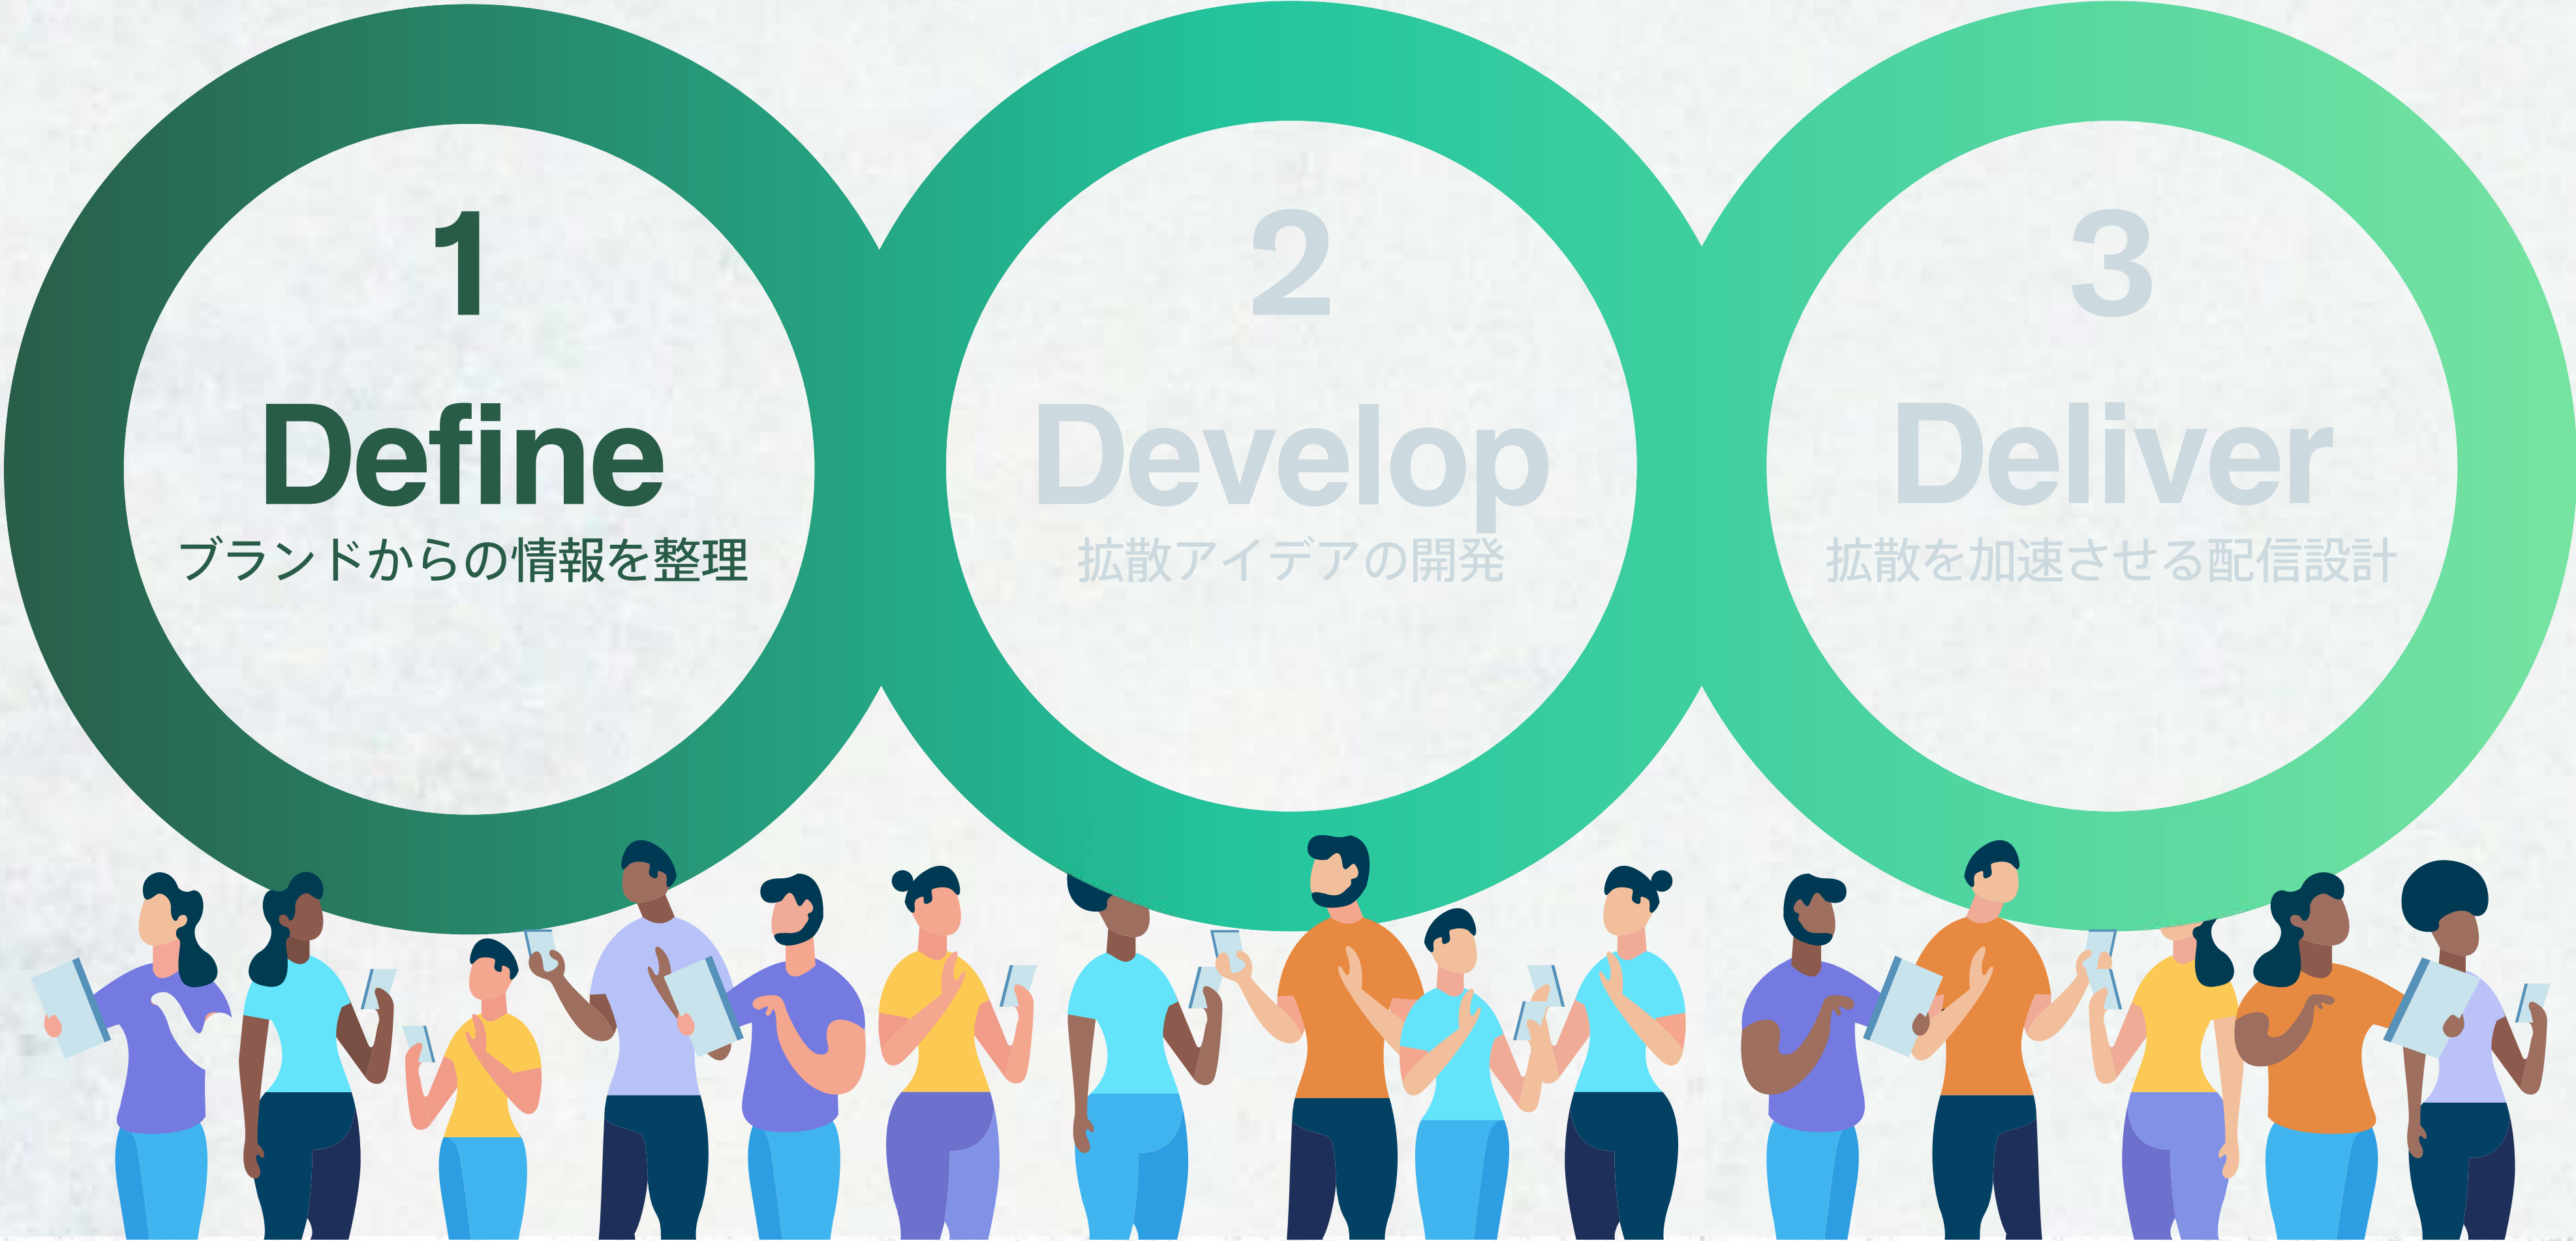 1
Define
ブランドからの情報を整理
2
Develop
拡散アイデアの開発
3
Deliver
拡散を加速させる配信設計